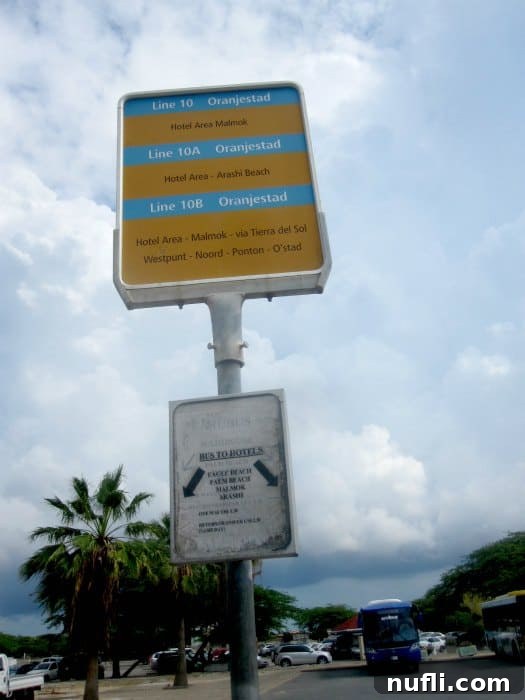 Line 10 Oranjestad
Hotel Area Malmok
Line 10A Oranjestad
Hotel Area - Arashi Beach
Line 10B Oranjestad
Hotel Area - Malmok - via Tierra del Sol
Westpunt - Noord - Ponton - O'stad
ARUBUS
BUS TO HOTELS
EAGLE BEACH
PALM BEACH
MALMOK
ARASHI
nufli.com